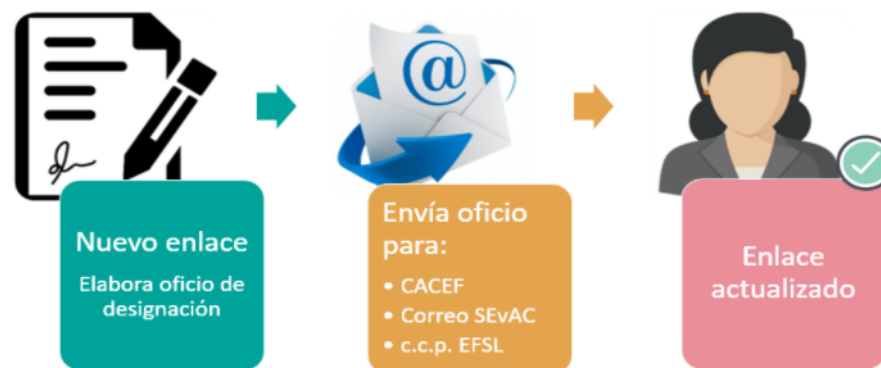 @
Nuevo enlace
Elabora oficio de
designación
Envía oficio
para:
• CACEF
• Correo SEvAC
• c.c.p. EFSL
Enlace
actualizado